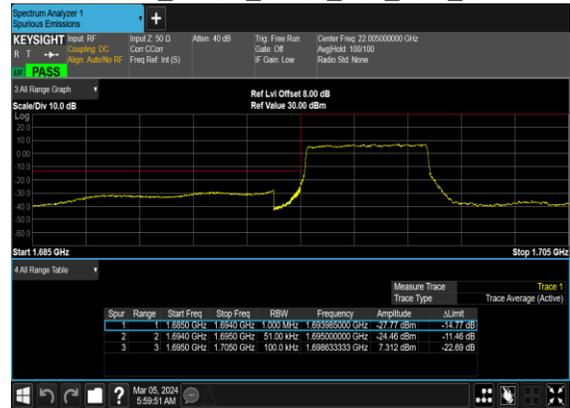 Spectrum Analyzer 1
Spurious Emissions
KEYSIGHT
R T
PASS
Input: RF
Coupling: DC
Align: Auto/No RF
Input Z: 50 Ω
Corr CCorr
Freq Ref: Int (S)
Atten: 40 dB
Trig: Free Run
Gate: Off
IF Gain: Low
Center Freq: 22.005000000 GHz
Avg|Hold: 100/100
Radio Std: None
3 All Range Graph
Scale/Div 10.0 dB
Ref Lvl Offset 8.00 dB
Ref Value 30.00 dBm
Log
20.0
10.0
0.00
-10.0
-20.0
-30.0
-40.0
-50.0
-60.0
Start 1.685 GHz
Stop 1.705 GHz
4 All Range Table
Measure Trace Trace 1
Trace Type Trace Average (Active)
Spur Range Start Freq Stop Freq RBW Frequency Amplitude ΔLimit
1 1 1.6850 GHz 1.6940 GHz 1.000 MHz 1.693985000 GHz -27.77 dBm -14.77 dB
2 2 1.6940 GHz 1.6950 GHz 51.00 kHz 1.695000000 GHz -24.46 dBm -11.46 dB
3 3 1.6950 GHz 1.7050 GHz 100.0 kHz 1.698633333 GHz 7.312 dBm -22.69 dB
?
Mar 05, 2024
5:59:51 AM